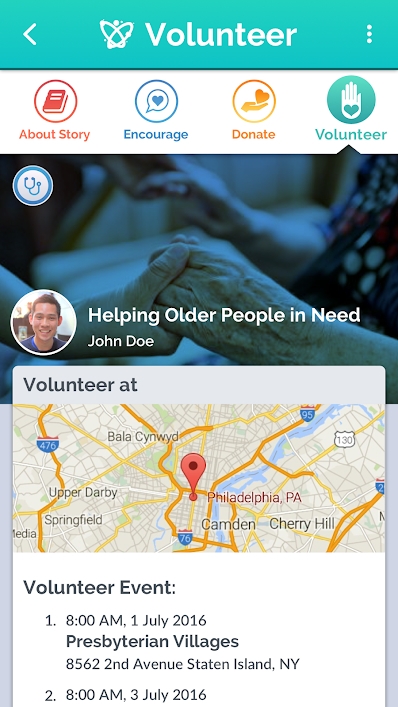 Volunteer
About Story
Encourage
Donate
Volunteer
Helping Older People in Need
John Doe
Volunteer at
95
Bala Cynwyd
130
476
Upper Darby
Philadelphia, PA
Springfield
Camden
Cherry Hill
Media
76
Volunteer Event:
1. 8:00 AM, 1 July 2016
Presbyterian Villages
8562 2nd Avenue Staten Island, NY
2. 8:00 AM, 3 July 2016